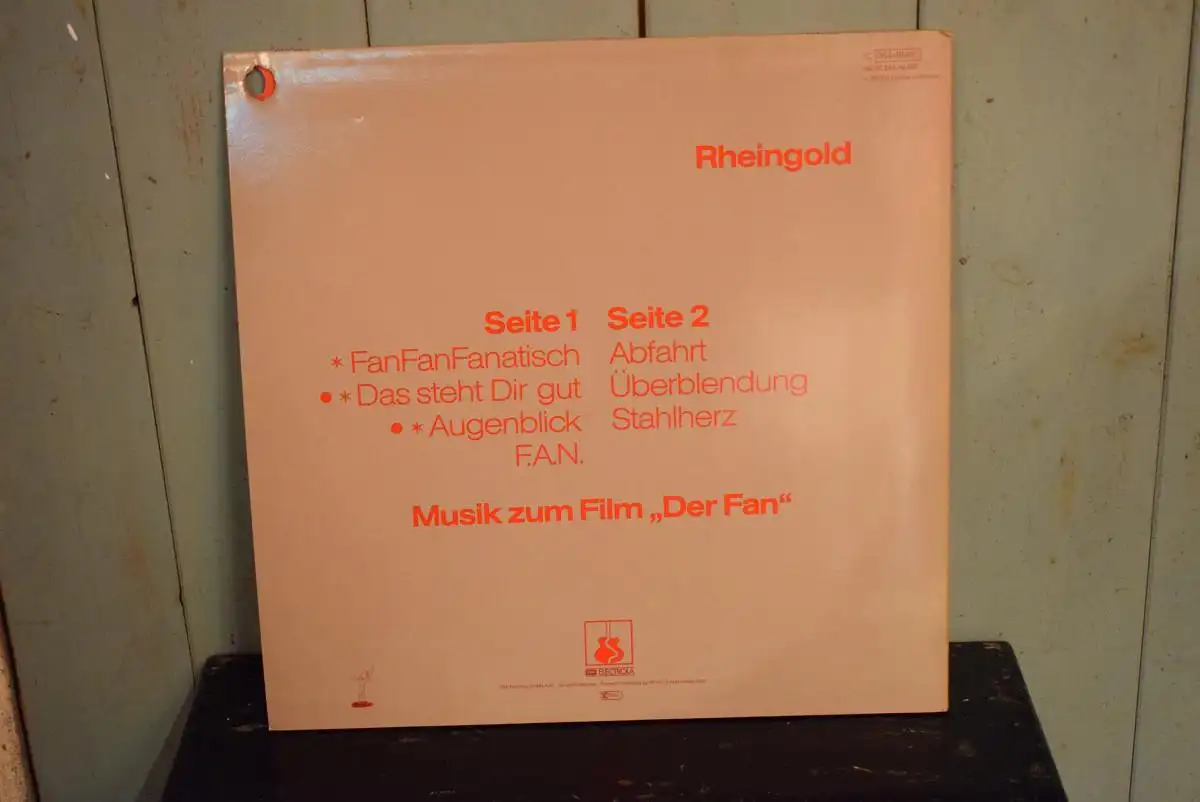 Rheingold
Seite 1
* FanFanFanatisch
● * Das steht Dir gut
● * Augenblick
F.A.N.
Seite 2
Abfahrt
Überblendung
Stahlherz
Musik zum Film „Der Fan“
ELECTROLA